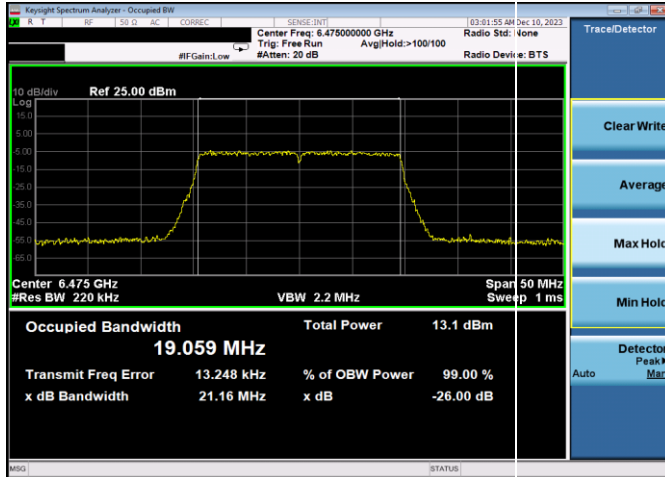 Keysight Spectrum Analyzer - Occupied BW
R T RF 50 Ω AC CORREC SENSE:INT 03:01:55 AM Dec 10, 2023
Center Freq: 6.475000000 GHz Radio Std: None
Trig: Free Run Avg|Hold:>100/100
#IFGain:Low #Atten: 20 dB Radio Device: BTS
Trace/Detector
10 dB/div Ref 25.00 dBm
Log
15.0
5.00
-5.00
-15.0
-25.0
-35.0
-45.0
-55.0
-65.0
Center 6.475 GHz Span 50 MHz
#Res BW 220 kHz VBW 2.2 MHz Sweep 1 ms
Occupied Bandwidth Total Power 13.1 dBm
19.059 MHz
Transmit Freq Error 13.248 kHz % of OBW Power 99.00 %
x dB Bandwidth 21.16 MHz x dB -26.00 dB
Clear Write
Average
Max Hold
Min Hold
Detector
Peak
Auto Man
MSG STATUS